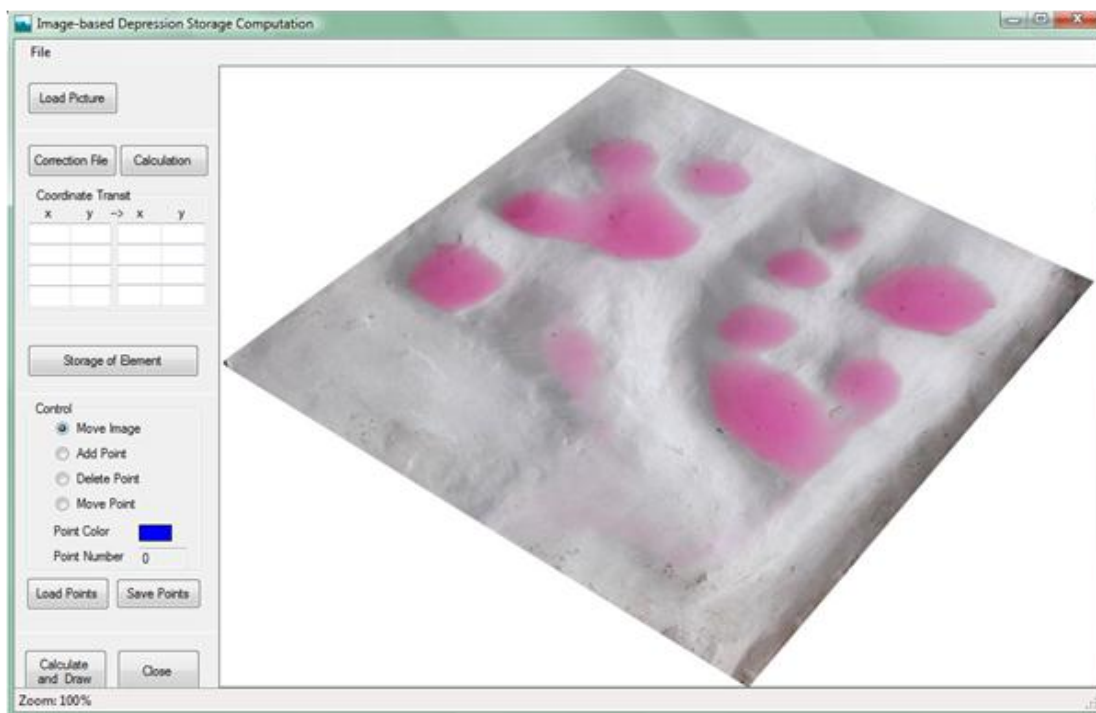 Image-based Depression Storage Computation
File
Load Picture
Correction File Calculation
Coordinate Transit
x y -> x y
Storage of Element
Control
Move Image
Add Point
Delete Point
Move Point
Point Color
Point Number 0
Load Points Save Points
Calculate and Draw Close
Zoom: 100%